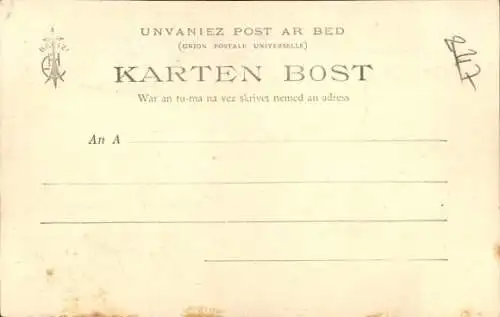 UNVANIEZ POST AR BED
(UNION POSTALE UNIVERSELLE)
KARTEN BOST
War an tu-ma na vez skrivet nemed an adress
An A